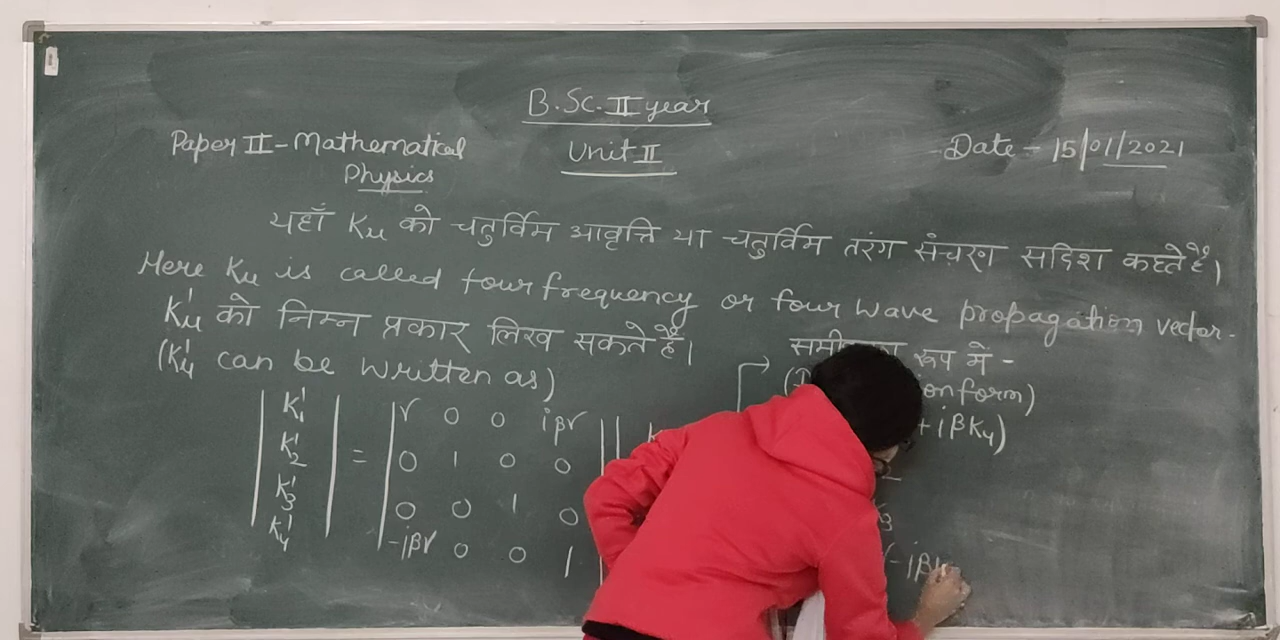 B.Sc. II year
Paper II - Mathematical Physics
Unit II
Date - 15/01/2021
यहाँ Kμ को चतुर्विम आवृत्ति या चतुर्विम तरंग संचरण सदिश कहते हैं।
Here Kμ is called four frequency or four wave propagation vector.
K'μ को निम्न प्रकार लिख सकते हैं।
(K'μ can be written as)
रूप में -
form)
K'1 = γ 0 0 iβγ
K'2 0 1 0 0
K'3 0 0 1 0
K'4 -iβγ 0 0 1
+ iβK4)
- iβ